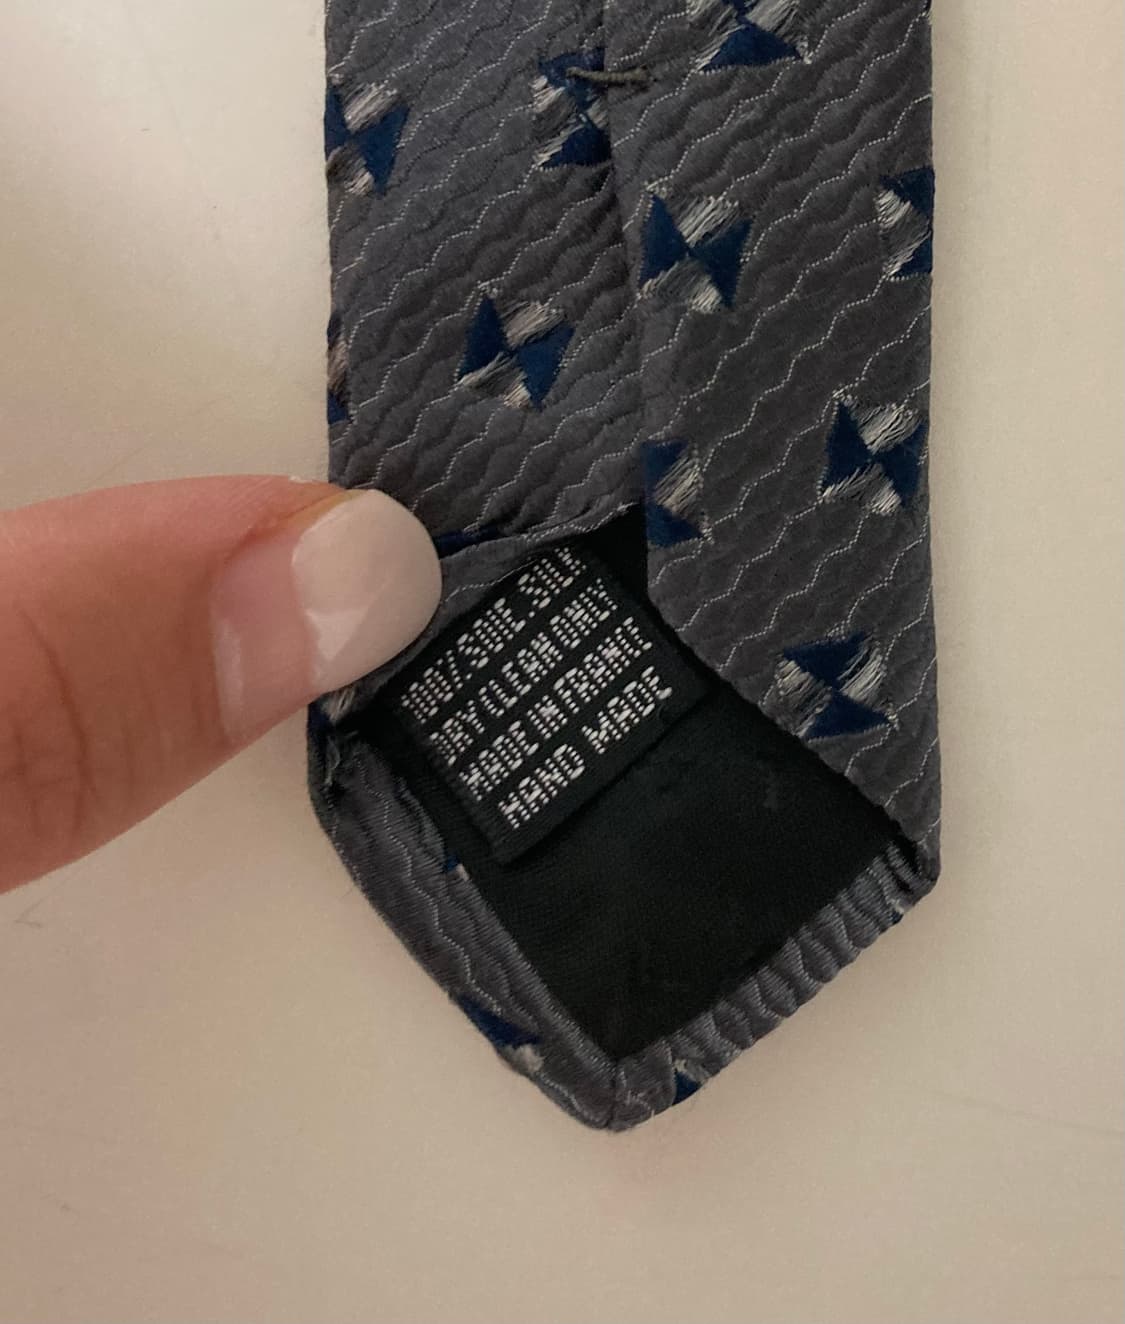 100% SOIE SILK
DRY CLEAN ONLY
MADE IN FRANCE
HAND MADE